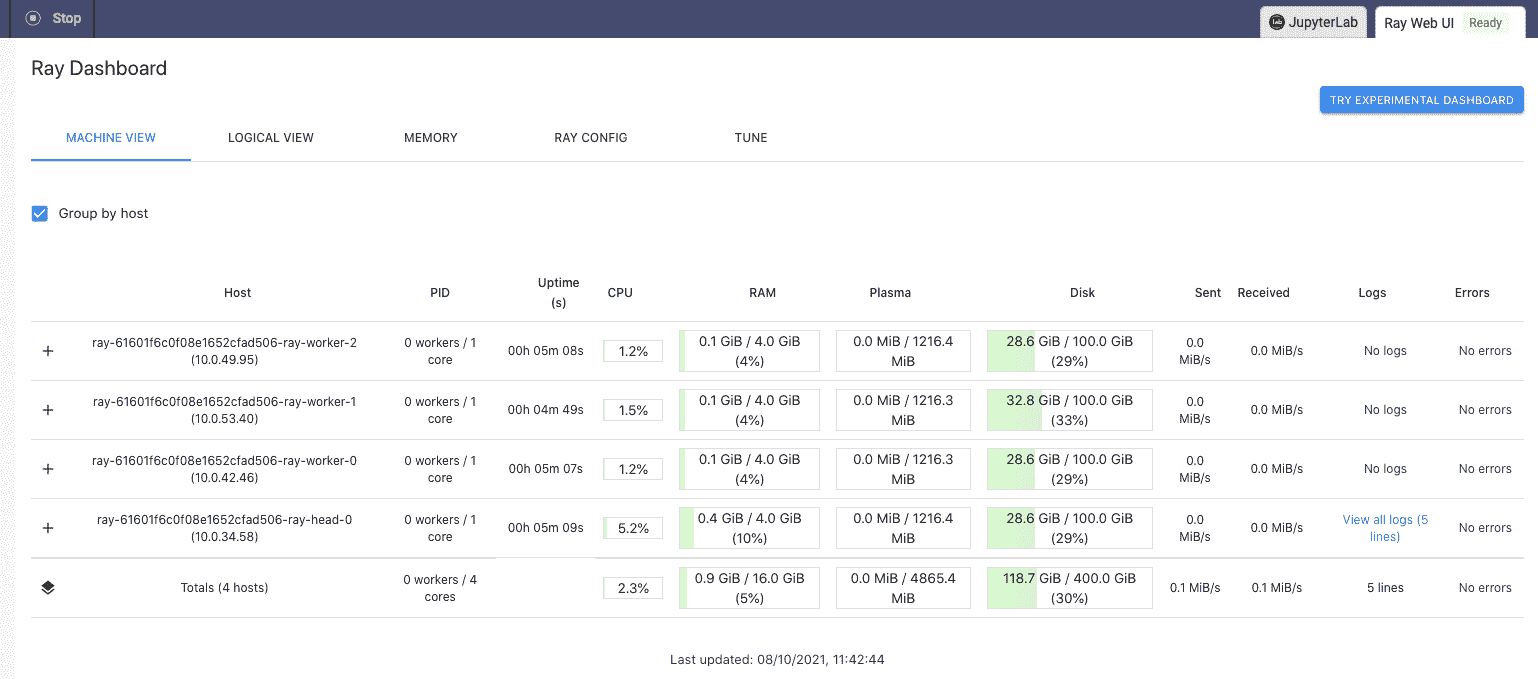 Stop
lab JupyterLab
Ray Web UI Ready
Ray Dashboard
TRY EXPERIMENTAL DASHBOARD
MACHINE VIEW LOGICAL VIEW MEMORY RAY CONFIG TUNE
Group by host
Host PID Uptime (s) CPU RAM Plasma Disk Sent Received Logs Errors
+ ray-61601f6c0f08e1652cfad506-ray-worker-2 (10.0.49.95) 0 workers / 1 core 00h 05m 08s 1.2% 0.1 GiB / 4.0 GiB (4%) 0.0 MiB / 1216.4 MiB 28.6 GiB / 100.0 GiB (29%) 0.0 MiB/s 0.0 MiB/s No logs No errors
+ ray-61601f6c0f08e1652cfad506-ray-worker-1 (10.0.53.40) 0 workers / 1 core 00h 04m 49s 1.5% 0.1 GiB / 4.0 GiB (4%) 0.0 MiB / 1216.3 MiB 32.8 GiB / 100.0 GiB (33%) 0.0 MiB/s 0.0 MiB/s No logs No errors
+ ray-61601f6c0f08e1652cfad506-ray-worker-0 (10.0.42.46) 0 workers / 1 core 00h 05m 07s 1.2% 0.1 GiB / 4.0 GiB (4%) 0.0 MiB / 1216.3 MiB 28.6 GiB / 100.0 GiB (29%) 0.0 MiB/s 0.0 MiB/s No logs No errors
+ ray-61601f6c0f08e1652cfad506-ray-head-0 (10.0.34.58) 0 workers / 1 core 00h 05m 09s 5.2% 0.4 GiB / 4.0 GiB (10%) 0.0 MiB / 1216.4 MiB 28.6 GiB / 100.0 GiB (29%) 0.0 MiB/s 0.0 MiB/s View all logs (5 lines) No errors
Totals (4 hosts) 0 workers / 4 cores 2.3% 0.9 GiB / 16.0 GiB (5%) 0.0 MiB / 4865.4 MiB 118.7 GiB / 400.0 GiB (30%) 0.1 MiB/s 0.1 MiB/s 5 lines No errors
Last updated: 08/10/2021, 11:42:44